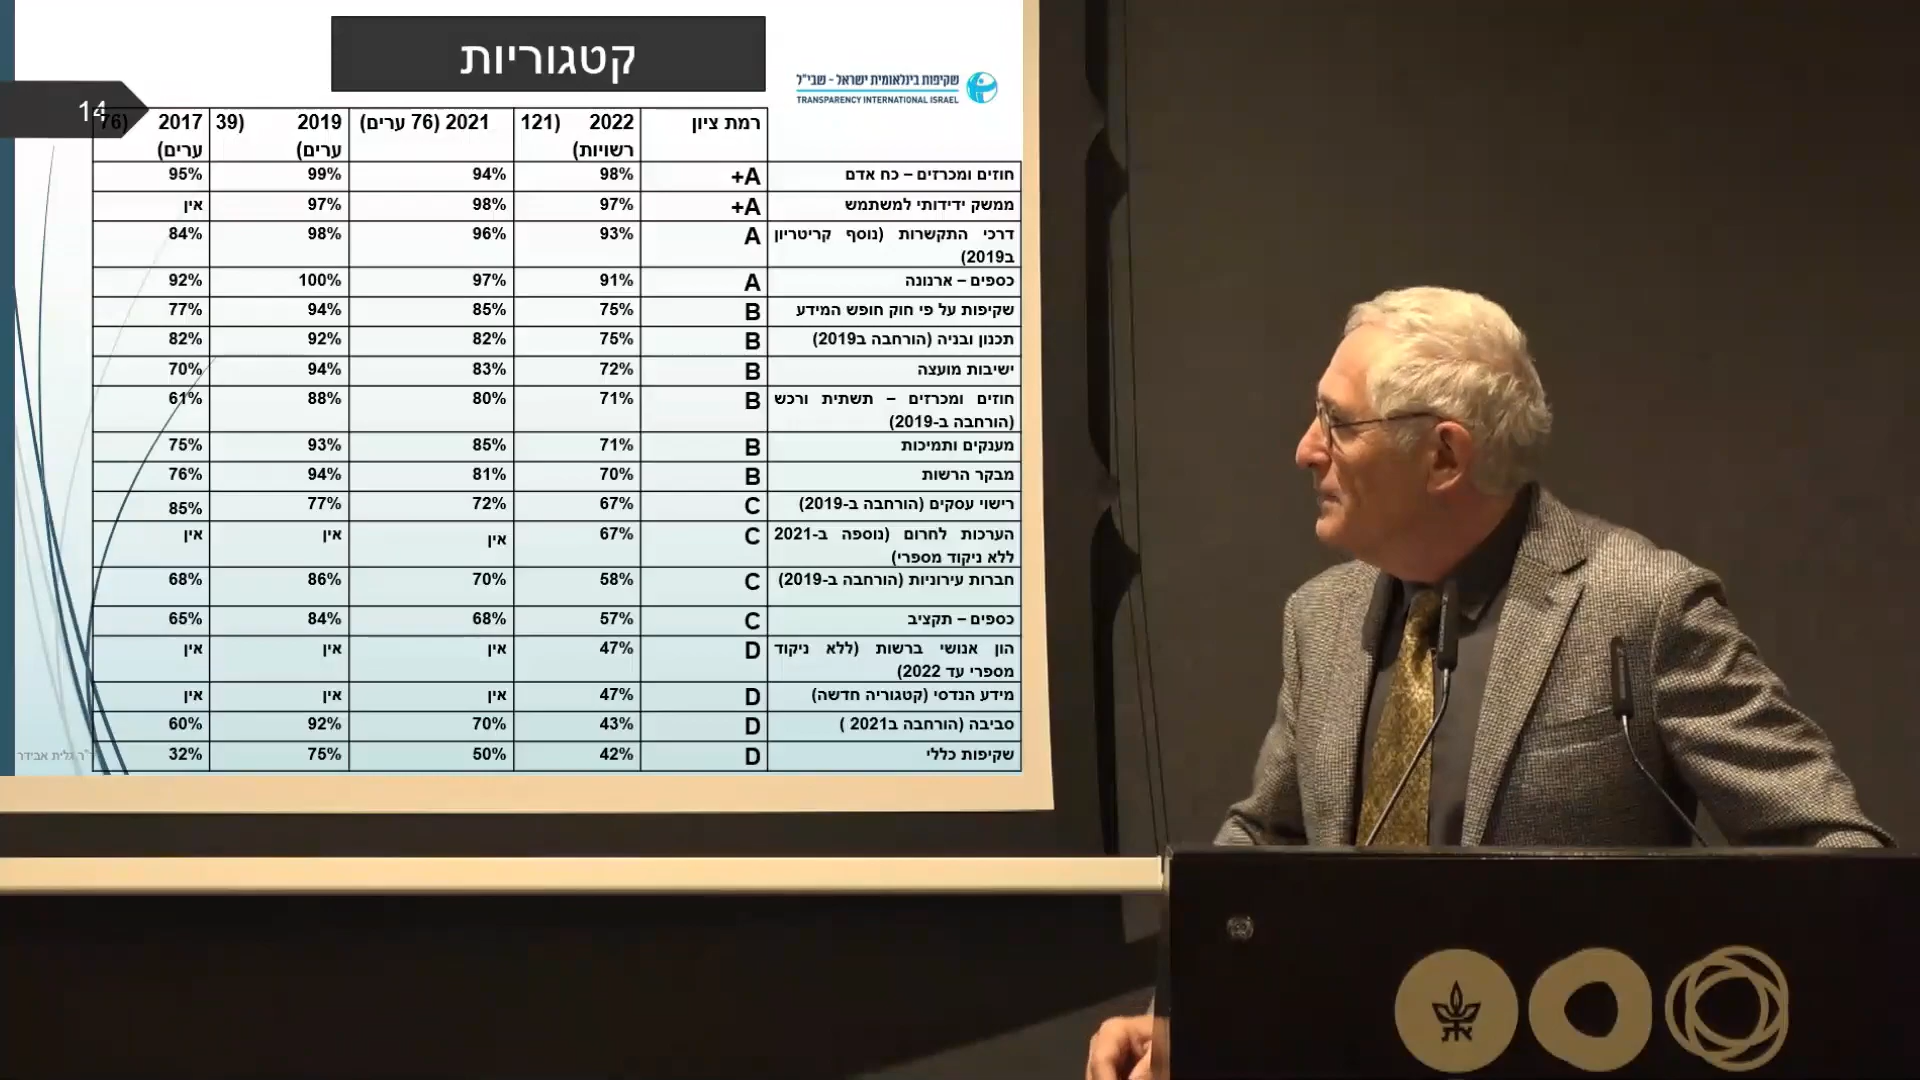 קטגוריות
שקיפות בינלאומית ישראל - שבי"ל
TRANSPARENCY INTERNATIONAL ISRAEL
14
רמת ציון 2022 (121 רשויות) 2021 (76 ערים) 2019 (39 ערים) 2017 (76 ערים)
חוזים ומכרזים – כח אדם A+ 98% 94% 99% 95%
ממשק ידידותי למשתמש A+ 97% 98% 97% אין
דרכי התקשרות (נוסף קריטריון ב2019) A 93% 96% 98% 84%
כספים – ארנונה A 91% 97% 100% 92%
שקיפות על פי חוק חופש המידע B 75% 85% 94% 77%
תכנון ובניה (הורחבה ב2019) B 75% 82% 92% 82%
ישיבות מועצה B 72% 83% 94% 70%
חוזים ומכרזים – תשתית ורכש (הורחבה ב-2019) B 71% 80% 88% 61%
מענקים ותמיכות B 71% 85% 93% 75%
מבקר הרשות B 70% 81% 94% 76%
רישוי עסקים (הורחבה ב-2019) C 67% 72% 77% 85%
הערכות לחרום (נוספה ב-2021 ללא ניקוד מספרי) C 67% אין אין אין
חברות עירוניות (הורחבה ב-2019) C 58% 70% 86% 68%
כספים – תקציב C 57% 68% 84% 65%
הון אנושי ברשות (ללא ניקוד מספרי עד 2022) D 47% אין אין אין
מידע הנדסי (קטגוריה חדשה) D 47% אין אין אין
סביבה (הורחבה ב2021 ) D 43% 70% 92% 60%
שקיפות כללי D 42% 50% 75% 32%
ד"ר גלית אבידר